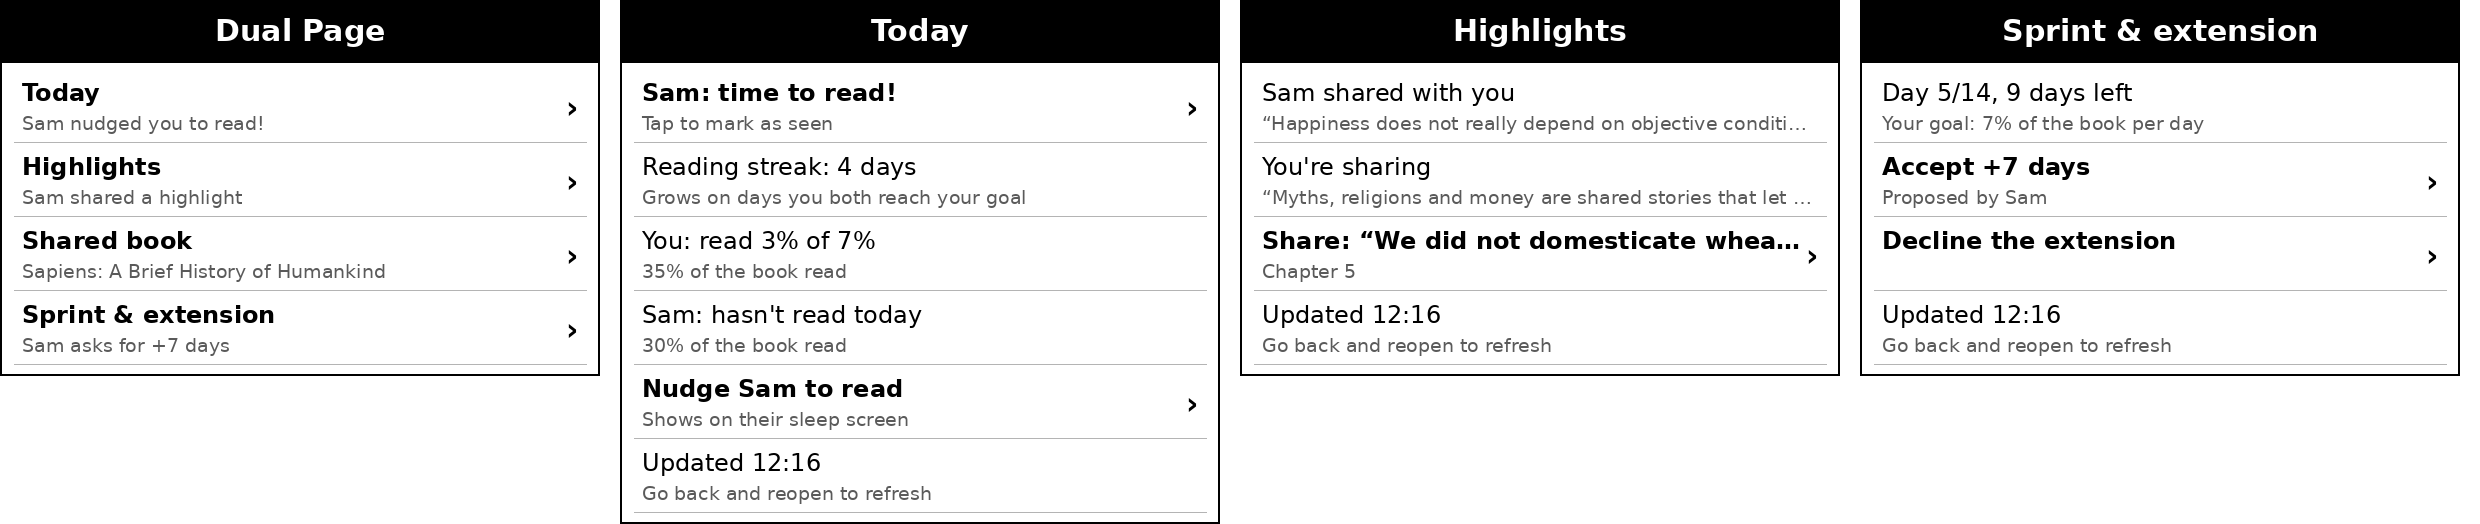 Dual Page
Today
›
Sam nudged you to read!
Highlights
›
Sam shared a highlight
Shared book
›
Sapiens: A Brief History of Humankind
Sprint & extension
›
Sam asks for +7 days
Today
Sam: time to read!
›
Tap to mark as seen
Reading streak: 4 days
Grows on days you both reach your goal
You: read 3% of 7%
35% of the book read
Sam: hasn't read today
30% of the book read
Nudge Sam to read
›
Shows on their sleep screen
Updated 12:16
Go back and reopen to refresh
Highlights
Sam shared with you
“Happiness does not really depend on objective conditi…
You're sharing
“Myths, religions and money are shared stories that let …
Share: “We did not domesticate whea…
›
Chapter 5
Updated 12:16
Go back and reopen to refresh
Sprint & extension
Day 5/14, 9 days left
Your goal: 7% of the book per day
Accept +7 days
›
Proposed by Sam
Decline the extension
›
Updated 12:16
Go back and reopen to refresh